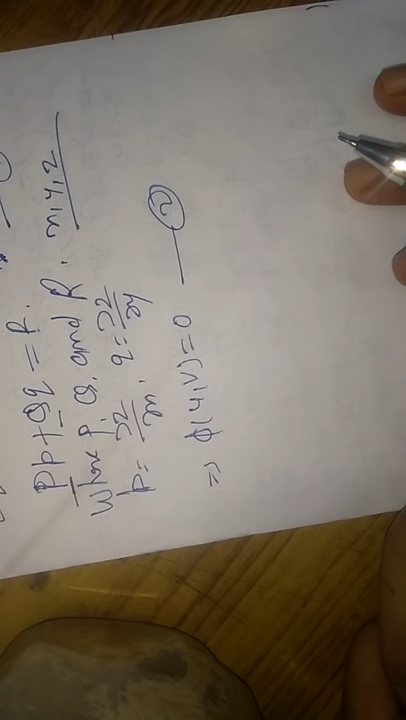 Pp + Qq = R.
Where P, Q, and R, x, y, z
p = ∂z/∂x, q = ∂z/∂y
⇒ ϕ(u, v) = 0 — ②